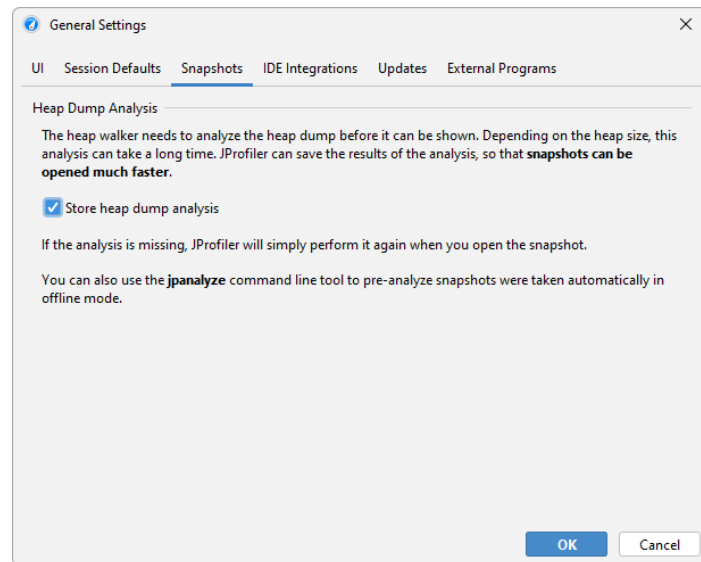 General Settings
UI Session Defaults Snapshots IDE Integrations Updates External Programs
Heap Dump Analysis
The heap walker needs to analyze the heap dump before it can be shown. Depending on the heap size, this
analysis can take a long time. JProfiler can save the results of the analysis, so that snapshots can be
opened much faster.
Store heap dump analysis
If the analysis is missing, JProfiler will simply perform it again when you open the snapshot.
You can also use the jpanalyze command line tool to pre-analyze snapshots were taken automatically in
offline mode.
OK Cancel